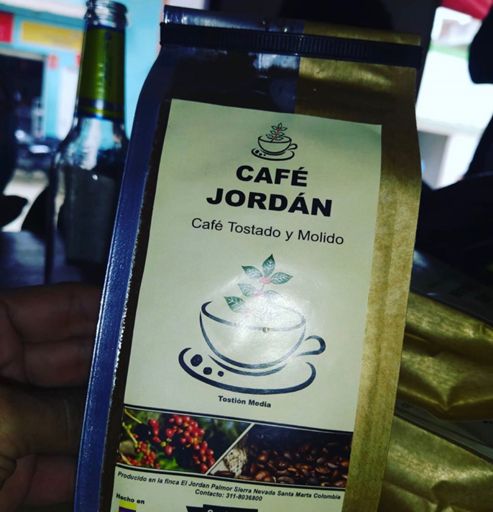 CAFÉ
JORDÁN
Café Tostado y Molido
Tostión Media
Producido en la finca El Jordan Palmor Sierra Nevada Santa Marta Colombia
Contacto: 311-8036800
Hecho en